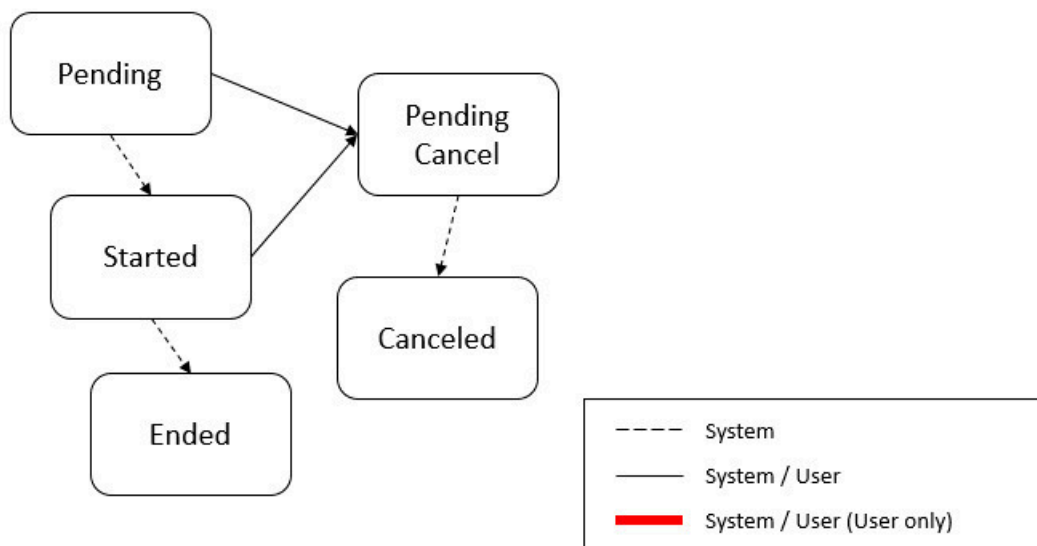 Pending
Pending
Cancel
Started
Canceled
Ended
System
System / User
System / User (User only)